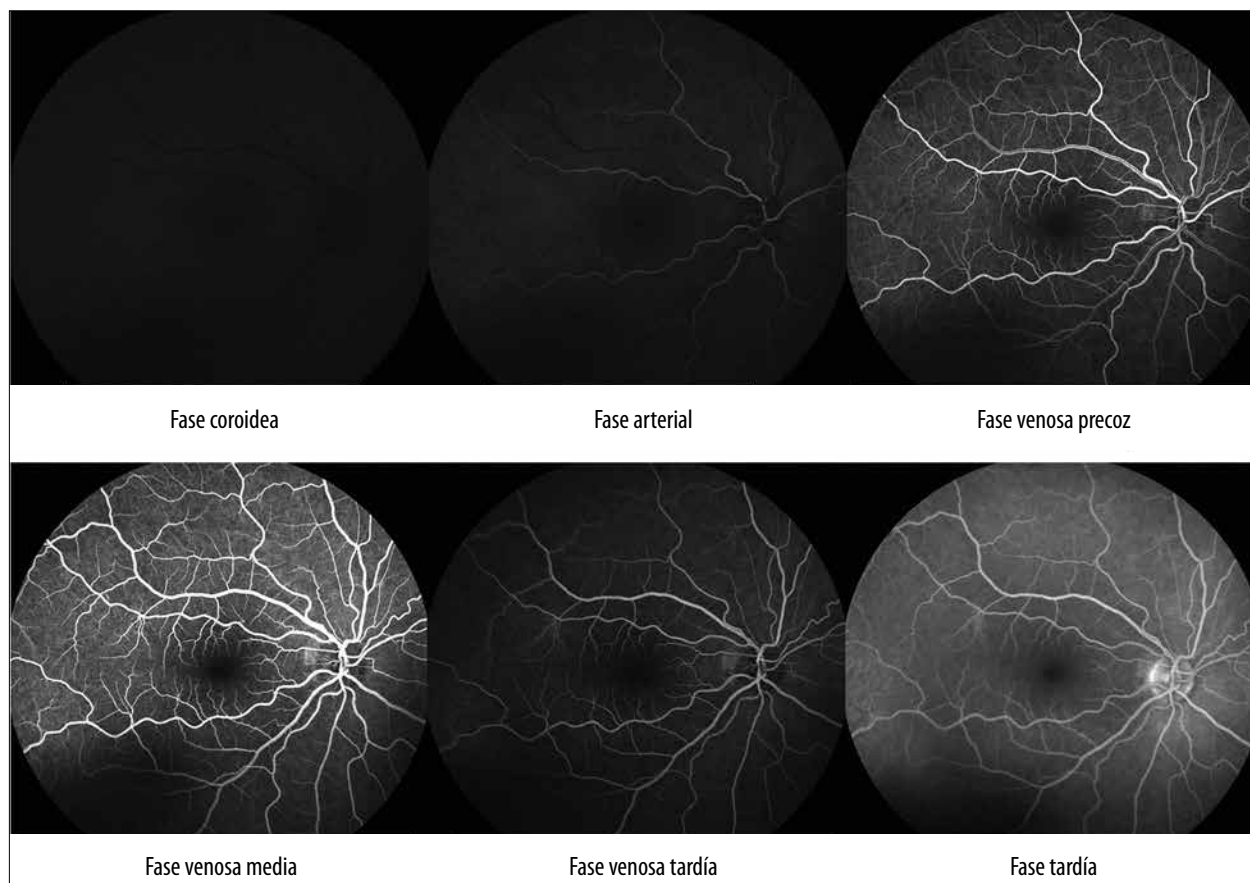 Fase coroidea
Fase arterial
Fase venosa precoz
Fase venosa media
Fase venosa tardía
Fase tardía